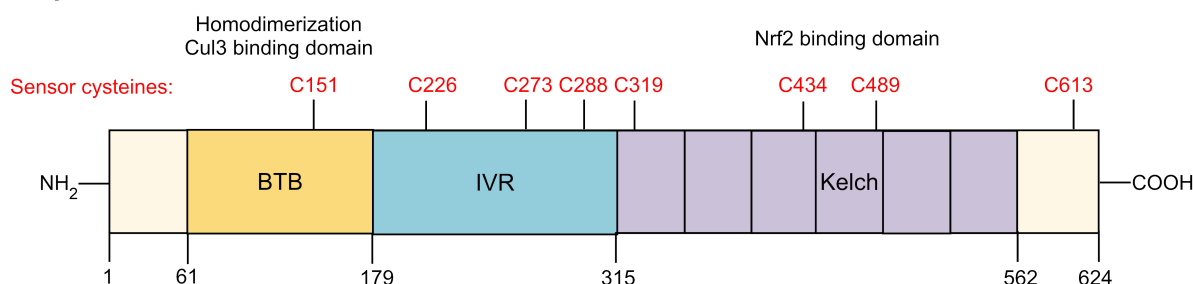 Homodimerization
Cul3 binding domain
Nrf2 binding domain
Sensor cysteines: C151 C226 C273 C288 C319 C434 C489 C613
NH2 BTB IVR Kelch COOH
1 61 179 315 562 624